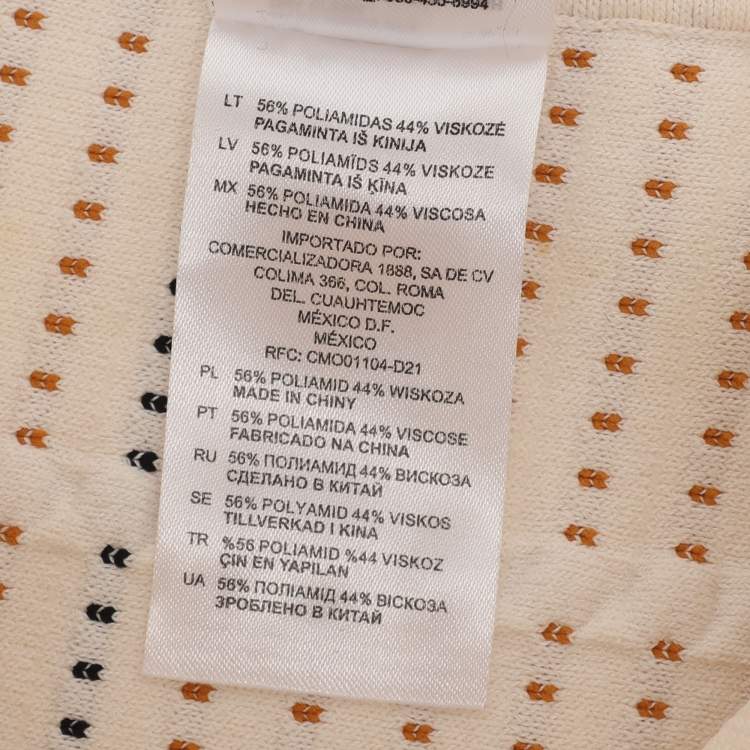 LT 56% POLIAMIDAS 44% VISKOZĖ
PAGAMINTA IŠ KINIJA
LV 56% POLIAMĪDS 44% VISKOZE
PAGAMINTA IŠ ĶĪNA
MX 56% POLIAMIDA 44% VISCOSA
HECHO EN CHINA
IMPORTADO POR:
COMERCIALIZADORA 1888, SA DE CV
COLIMA 366, COL. ROMA
DEL. CUAUHTEMOC
MÉXICO D.F.
MÉXICO
RFC: CMO01104-D21
PL 56% POLIAMID 44% WISKOZA
MADE IN CHINY
PT 56% POLIAMIDA 44% VISCOSE
FABRICADO NA CHINA
RU 56% ПОЛИАМИД 44% ВИСКОЗА
СДЕЛАНО В КИТАЙ
SE 56% POLYAMID 44% VISKOS
TILLVERKAD I KINA
TR %56 POLIAMID %44 VISKOZ
ÇIN EN YAPILAN
UA 56% ПОЛІАМІД 44% ВІСКОЗА
ЗРОБЛЕНО В КИТАЙ